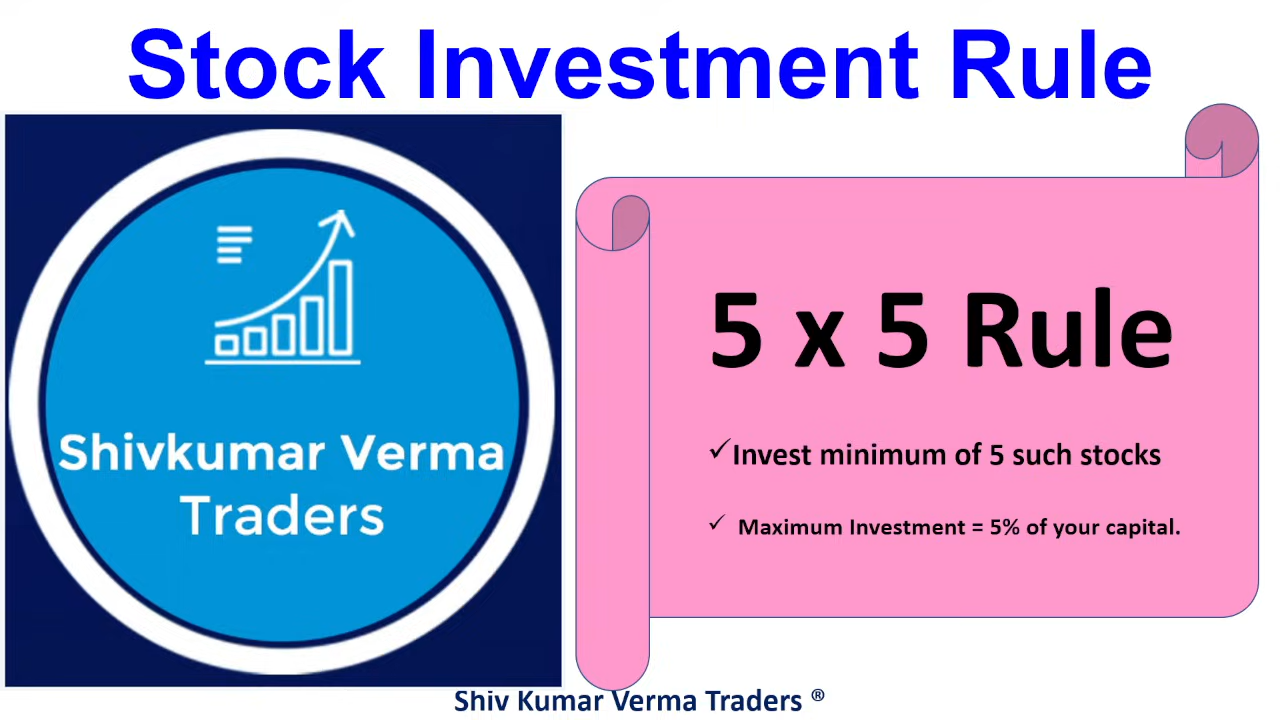 Stock Investment Rule
Shivkumar Verma
Traders
5 x 5 Rule
✓Invest minimum of 5 such stocks
✓ Maximum Investment = 5% of your capital.
Shiv Kumar Verma Traders ®